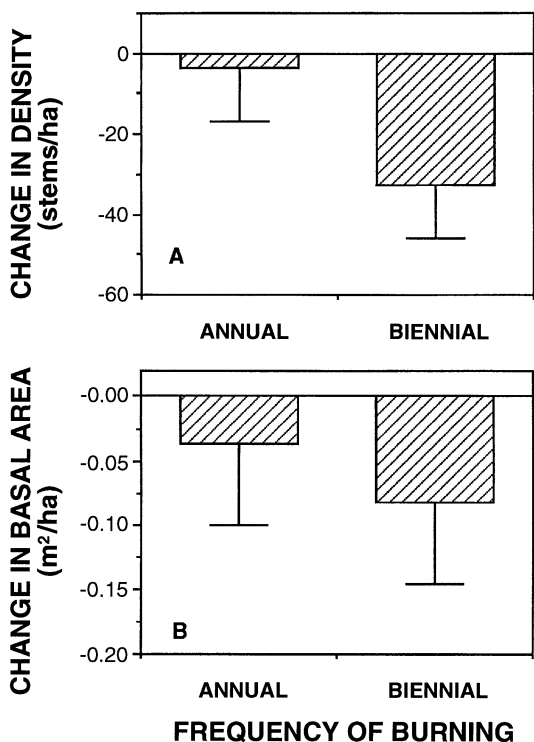 CHANGE IN DENSITY
(stems/ha)
0
-20
-40
-60
A
ANNUAL
BIENNIAL
CHANGE IN BASAL AREA
(m²/ha)
-0.00
-0.05
-0.10
-0.15
-0.20
B
ANNUAL
BIENNIAL
FREQUENCY OF BURNING